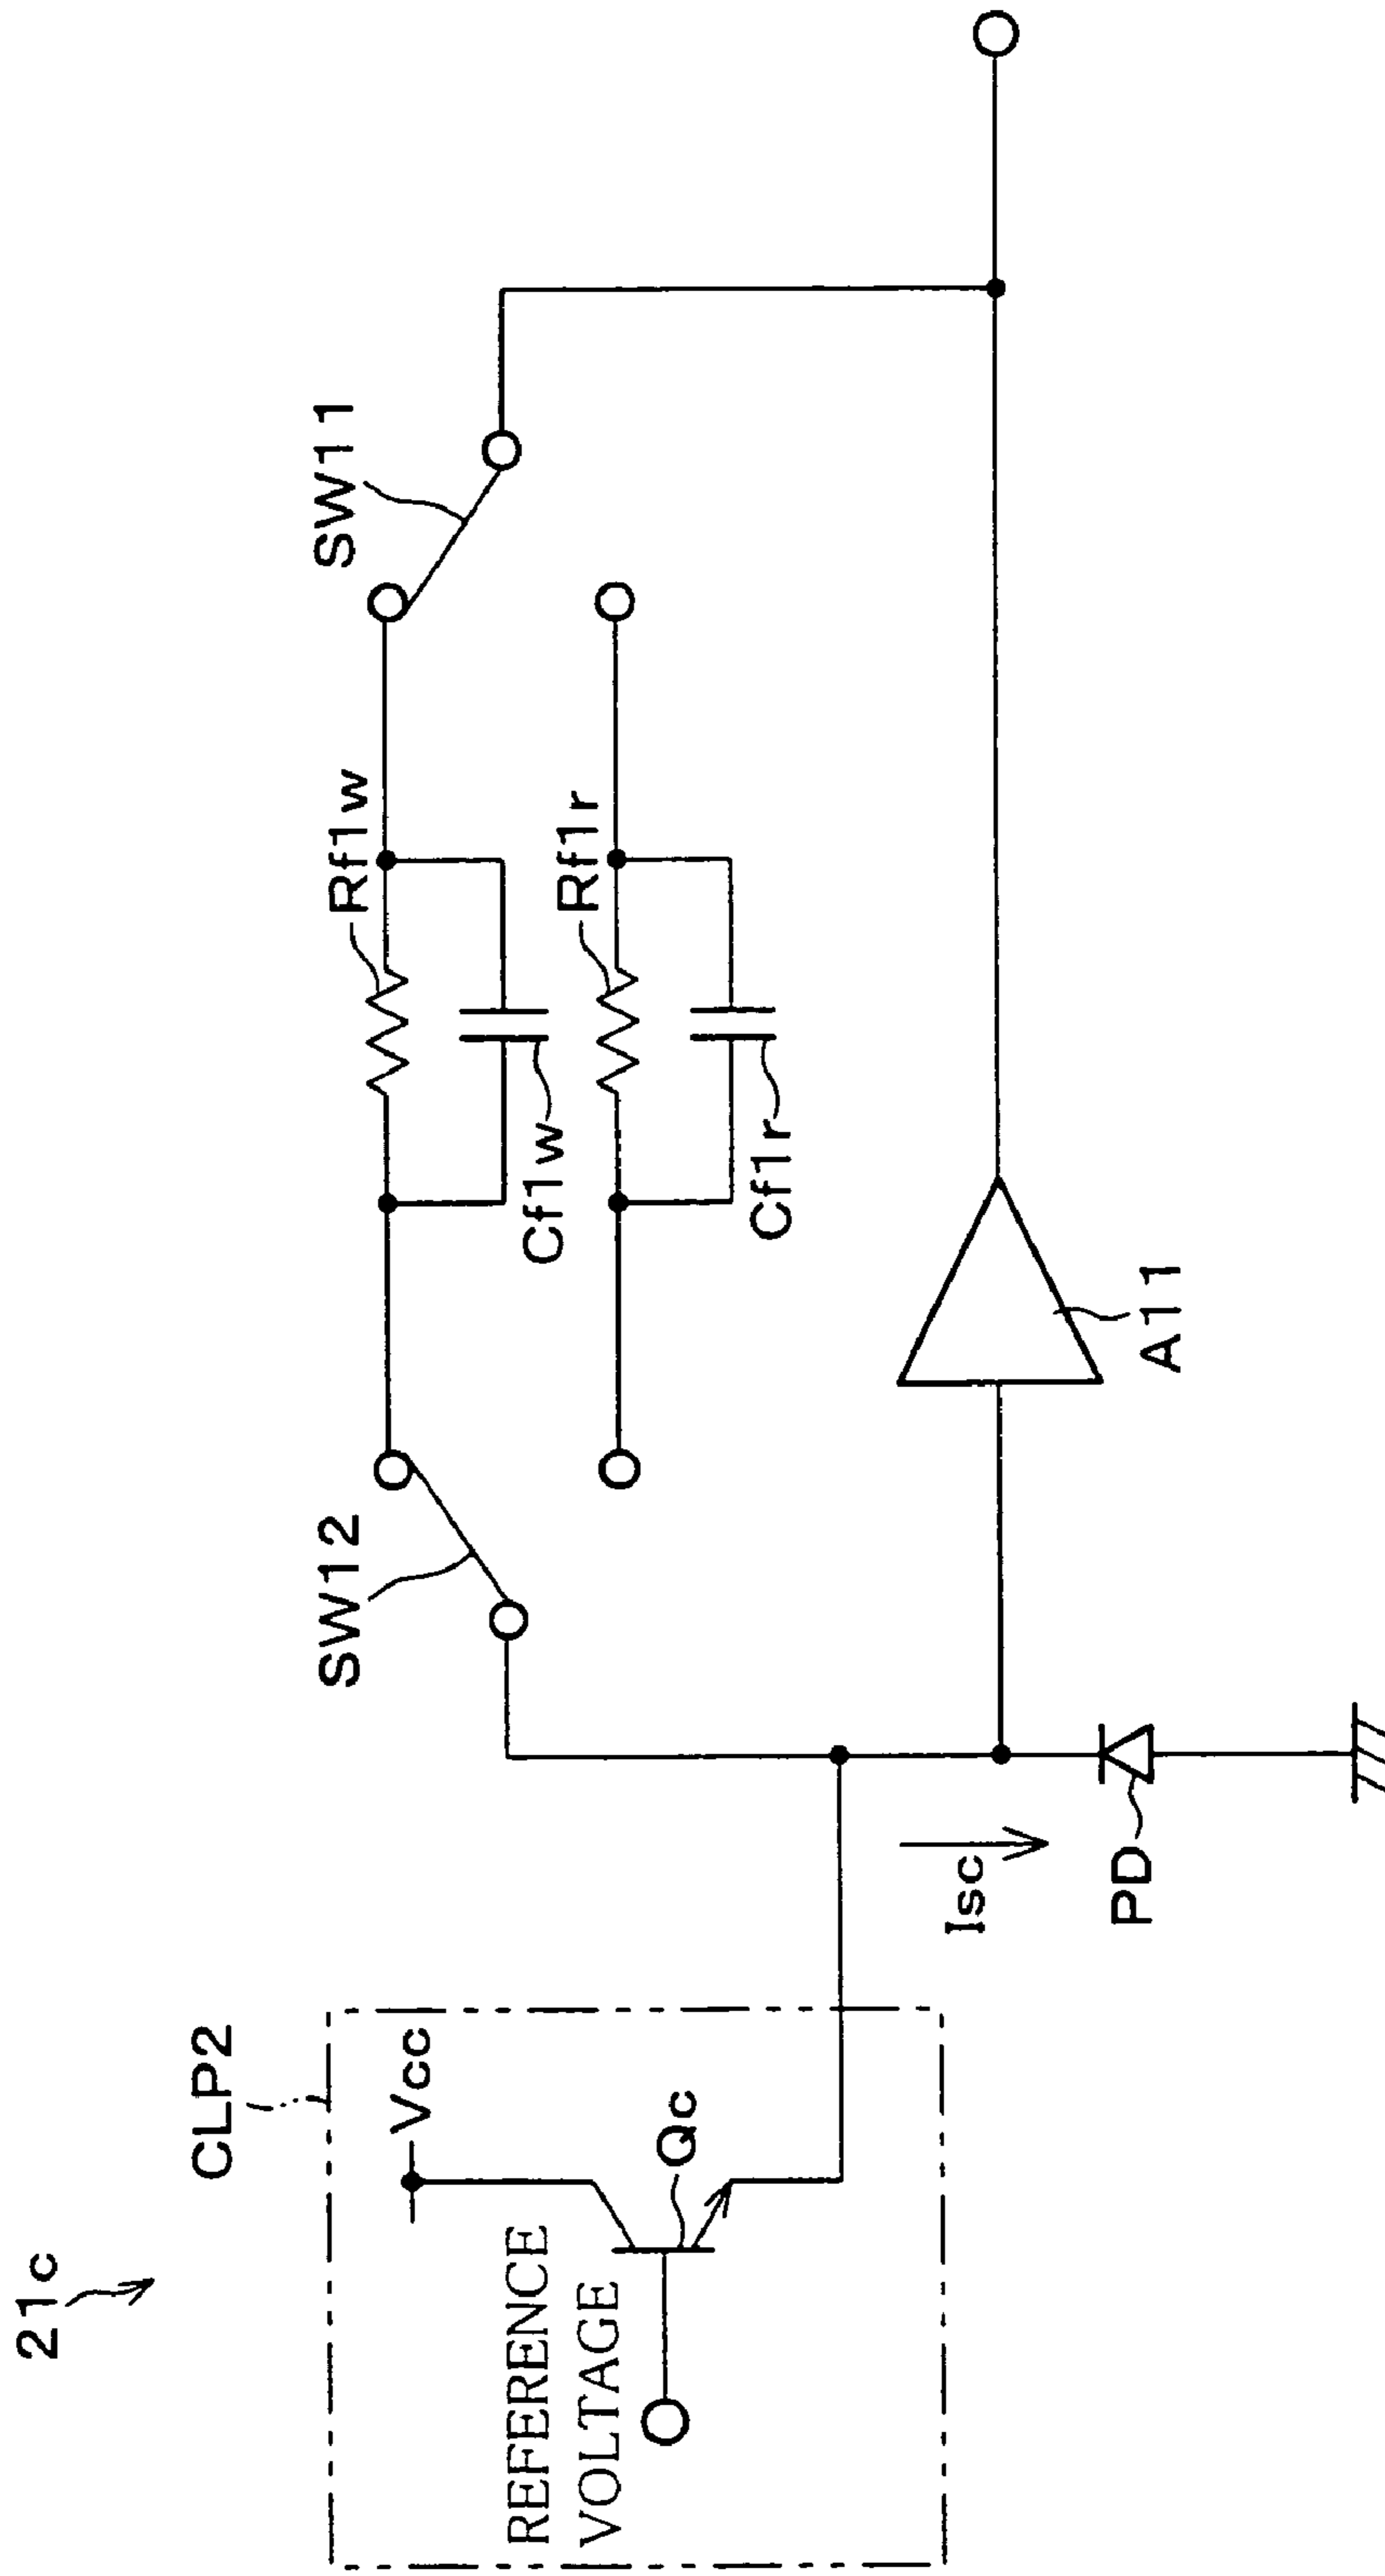 21c
CLP2
Vcc
REFERENCE
VOLTAGE
Qc
Isc
PD
SW12
SW11
Rf1w
Cf1w
Rf1r
Cf1r
A11